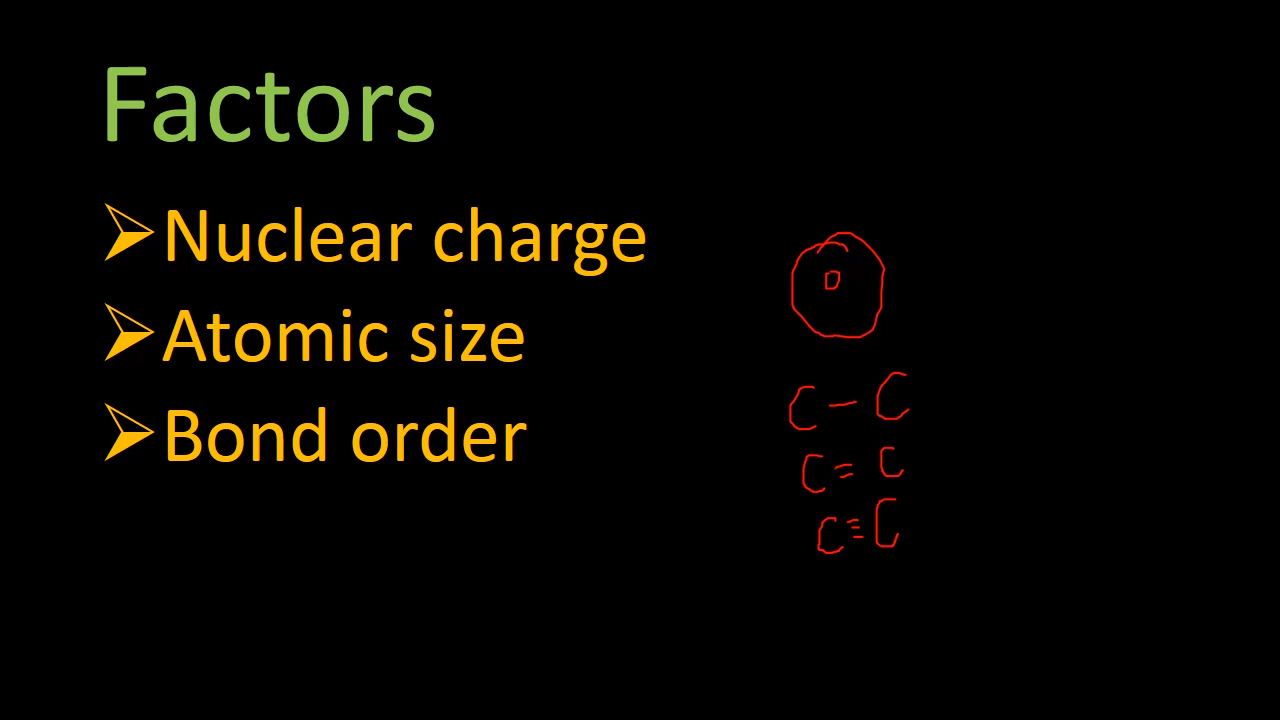 Factors
➢Nuclear charge
➢Atomic size
➢Bond order
C - C
C = C
C ≡ C